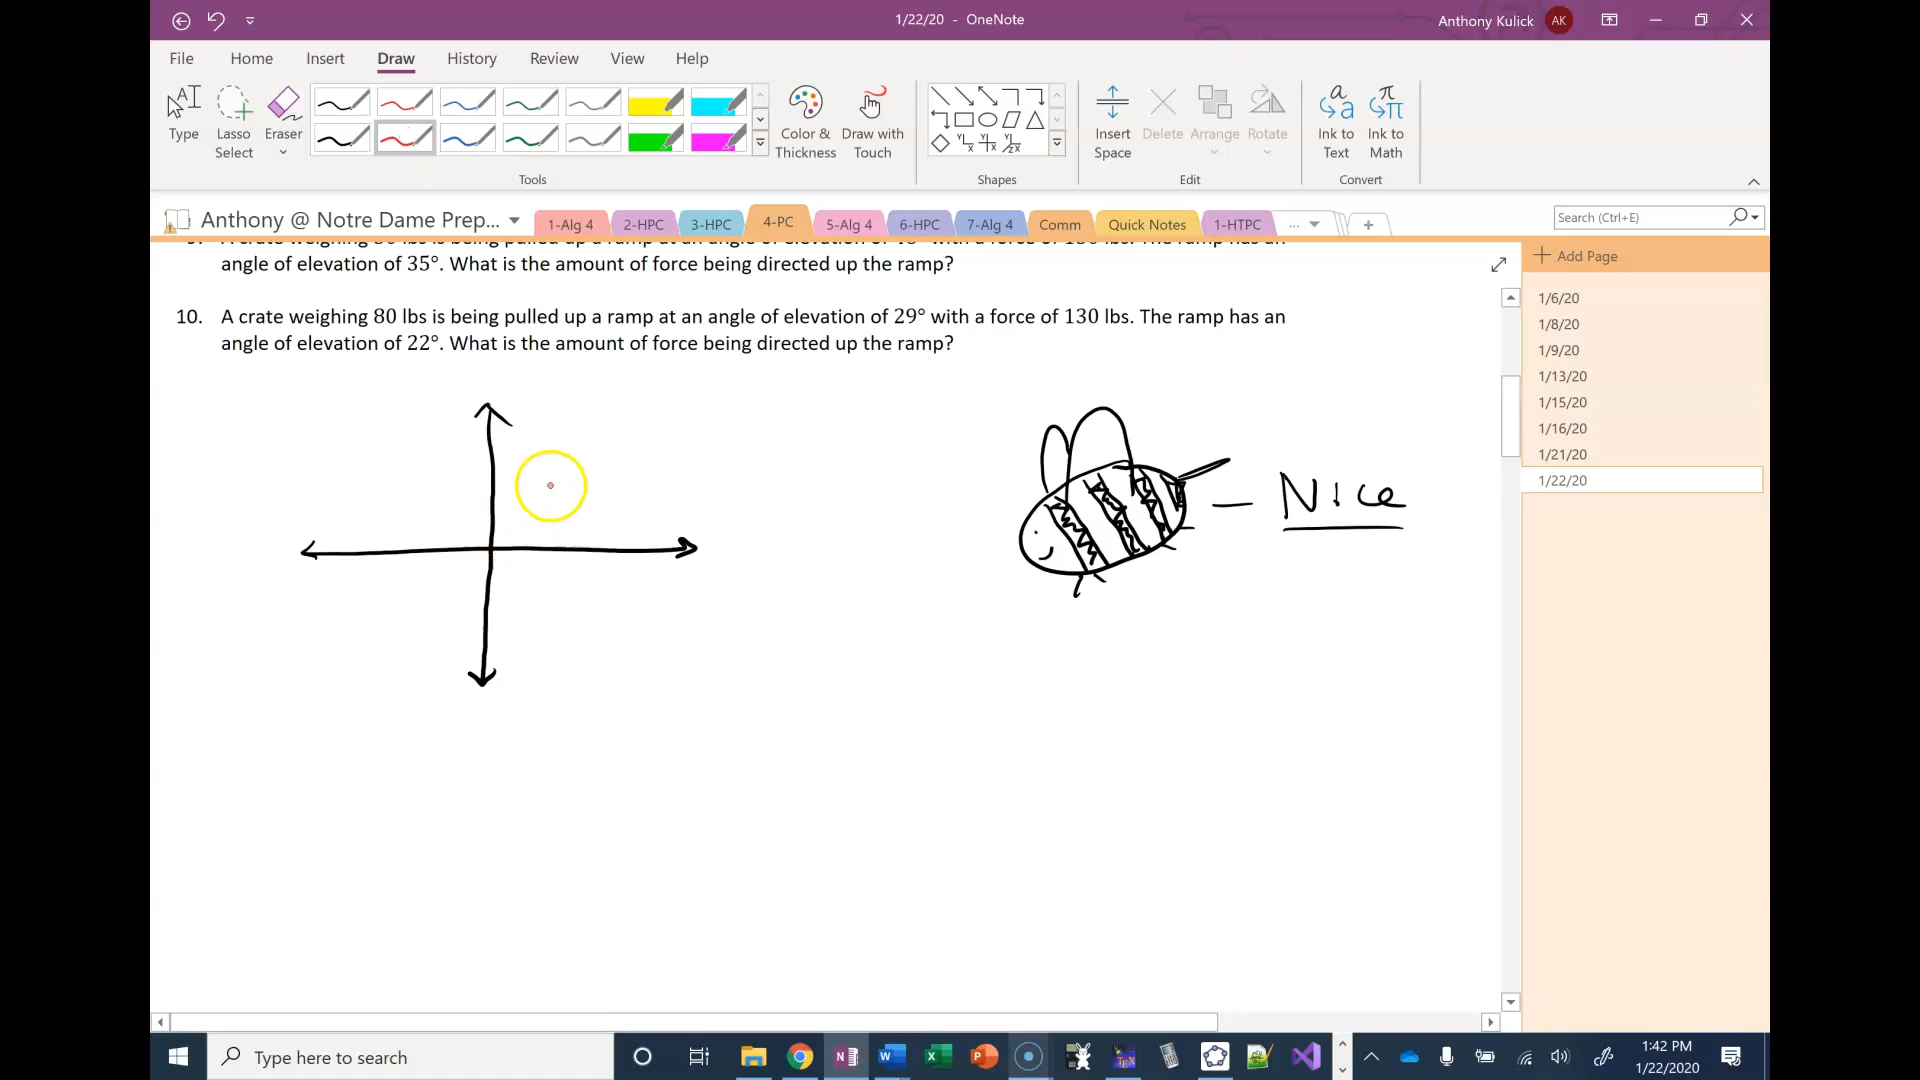 1/22/20 - OneNote
Anthony Kulick AK
File Home Insert Draw History Review View Help
Type
Lasso Select
Eraser
Color & Thickness
Draw with Touch
Insert Space
Delete
Arrange
Rotate
Ink to Text
Ink to Math
Tools Shapes Edit Convert
Anthony @ Notre Dame Prep... 1-Alg 4 2-HPC 3-HPC 4-PC 5-Alg 4 6-HPC 7-Alg 4 Comm Quick Notes 1-HTPC ... Search (Ctrl+E)
Add Page
1/6/20
1/8/20
1/9/20
1/13/20
1/15/20
1/16/20
1/21/20
1/22/20
angle of elevation of 35°. What is the amount of force being directed up the ramp?
10. A crate weighing 80 lbs is being pulled up a ramp at an angle of elevation of 29° with a force of 130 lbs. The ramp has an
angle of elevation of 22°. What is the amount of force being directed up the ramp?
— Nice
Type here to search
1:42 PM
1/22/2020